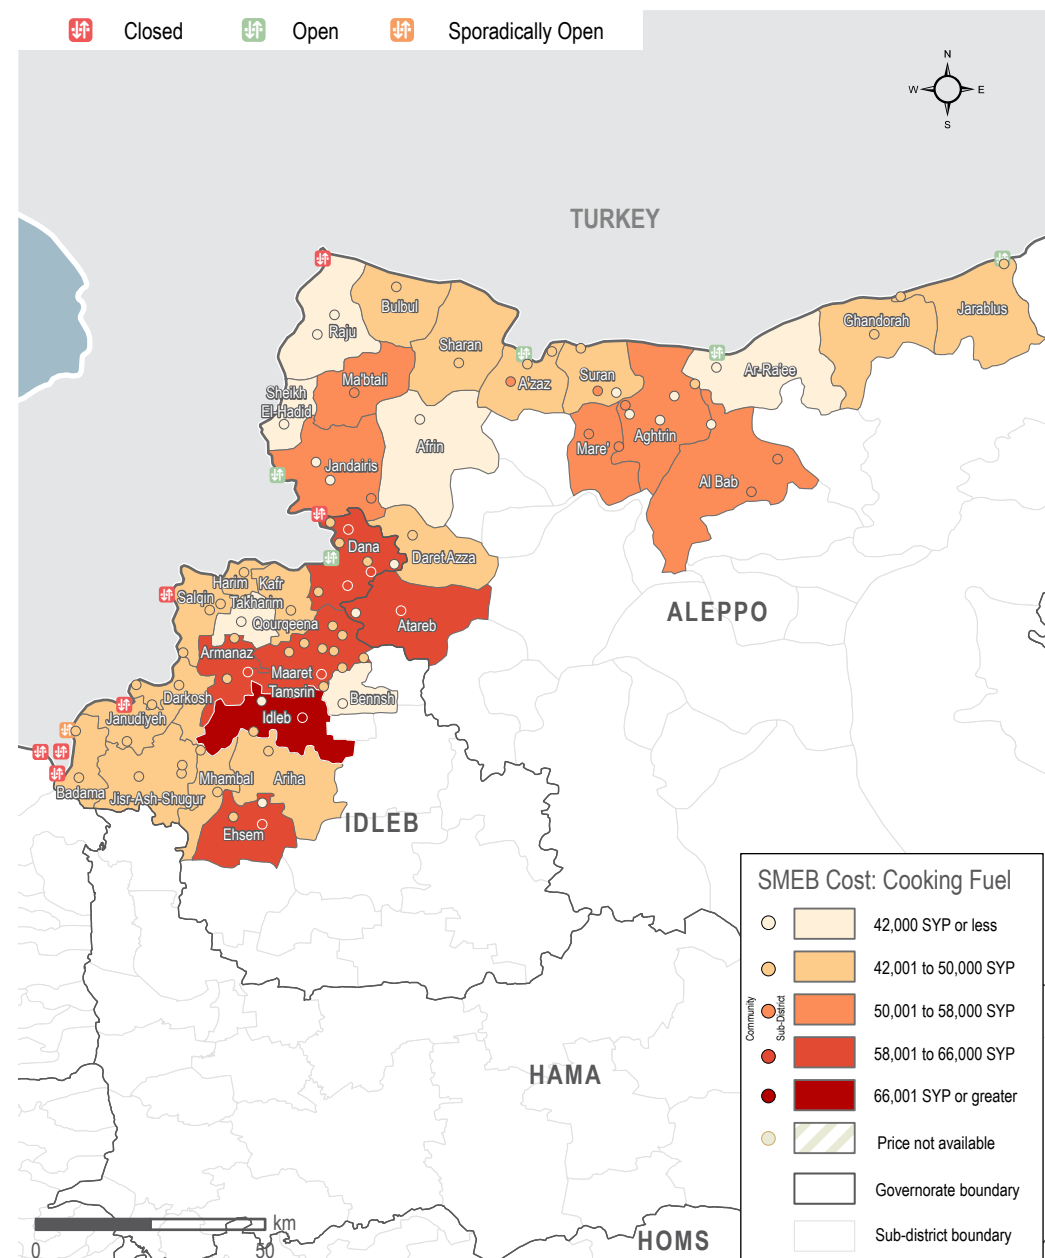 Closed
Open
Sporadically Open
N
W
E
S
TURKEY
Bulbul
Raju
Sharan
Ghandorah
Jarablus
Ma'btali
Sheikh
El-Hadid
A'zaz
Suran
Ar-Ra'ee
Afrin
Jandairis
Mare'
Aghtrin
Al Bab
Dana
Daret Azza
Harim
Kafr
Takharim
Salqin
Qourqeena
Atareb
ALEPPO
Armanaz
Maaret
Tamsrin
Darkosh
Bennsh
Janudiyeh
Idleb
Badama
Jisr-Ash-Shugur
Mhambal
Ariha
Ehsem
IDLEB
HAMA
HOMS
SMEB Cost: Cooking Fuel
42,000 SYP or less
42,001 to 50,000 SYP
50,001 to 58,000 SYP
58,001 to 66,000 SYP
66,001 SYP or greater
Price not available
Governorate boundary
Sub-district boundary
Community
Sub-District
km
0
50